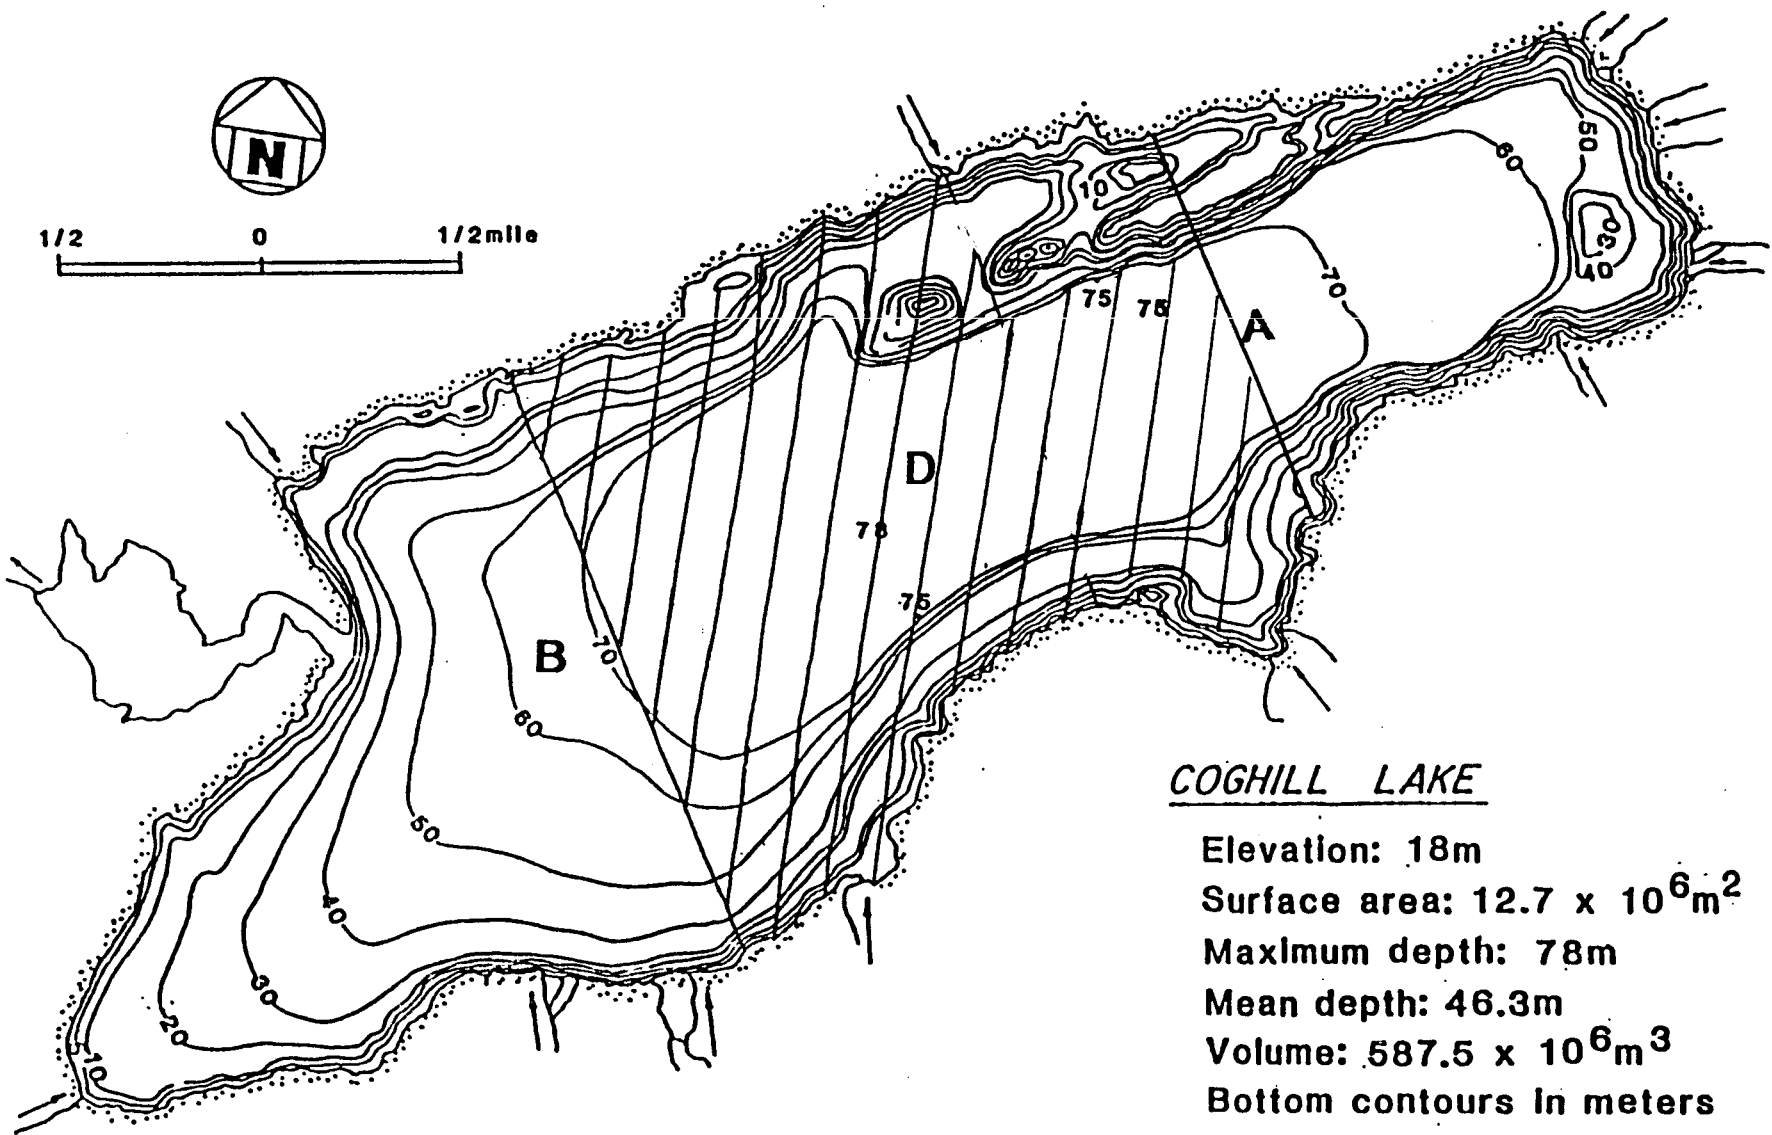 N
1/2 0 1/2mile
50
60
10
30
40
70
75 75
A
D
78
75
B
70
60
50
40
30
20
10
COGHILL LAKE
Elevation: 18m
Surface area: 12.7 x 10⁶m²
Maximum depth: 78m
Mean depth: 46.3m
Volume: 587.5 x 10⁶m³
Bottom contours in meters